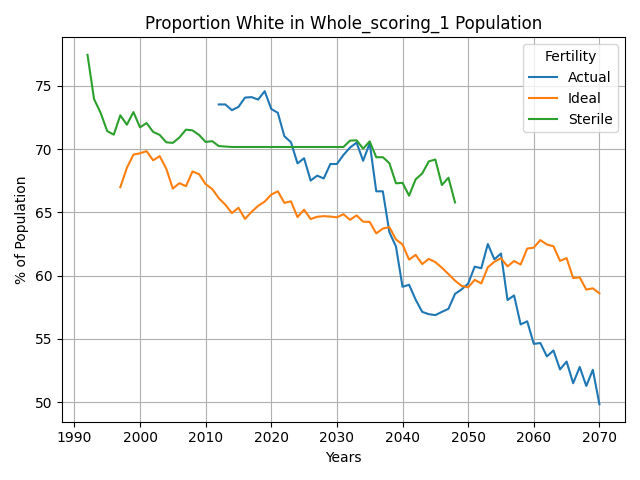 Proportion White in Whole_scoring_1 Population
Fertility
Actual
Ideal
Sterile
% of Population
75
70
65
60
55
50
1990 2000 2010 2020 2030 2040 2050 2060 2070
Years